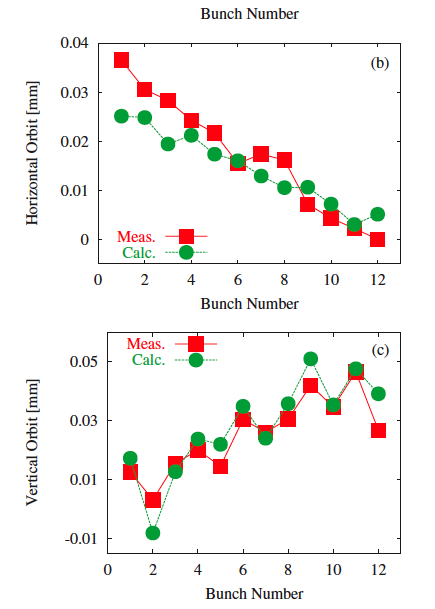 Bunch Number
(b)
Horizontal Orbit [mm]
0.04
0.03
0.02
0.01
0
Meas.
Calc.
0 2 4 6 8 10 12
Bunch Number
(c)
Vertical Orbit [mm]
Meas.
Calc.
0.05
0.03
0.01
-0.01
0 2 4 6 8 10 12
Bunch Number